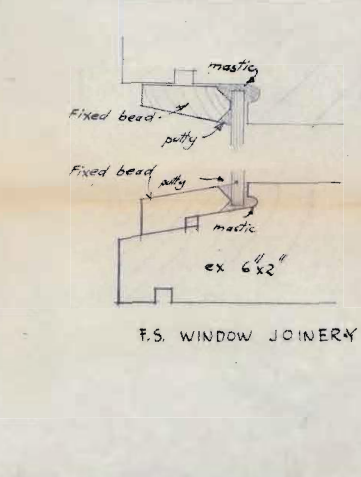 mastic
Fixed bead.
putty
Fixed bead
putty
mastic
ex 6"x2"
F.S. WINDOW JOINERY